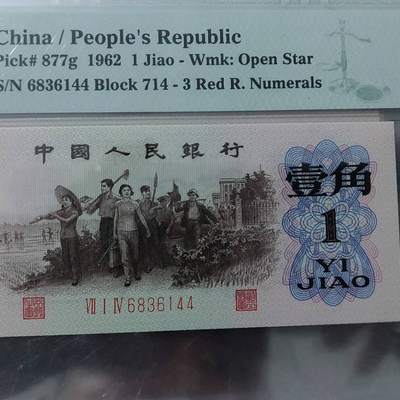 China / People's Republic
Pick# 877g 1962 1 Jiao - Wmk: Open Star
S/N 6836144 Block 714 - 3 Red R. Numerals
中國人民銀行
壹角
1
YI
JIAO
Ⅶ Ⅰ Ⅳ 6836144